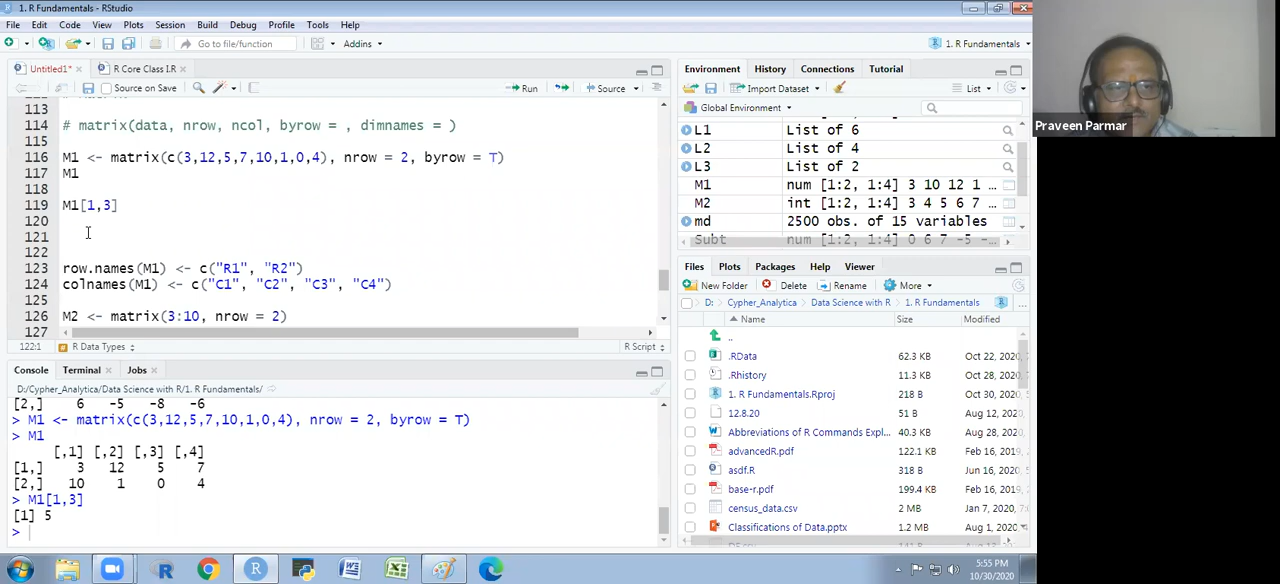 1. R Fundamentals - RStudio
File Edit Code View Plots Session Build Debug Profile Tools Help
Go to file/function Addins 1. R Fundamentals
Untitled1* R Core Class I.R
Source on Save Run Source
113
114 # matrix(data, nrow, ncol, byrow = , dimnames = )
115
116 M1 <- matrix(c(3,12,5,7,10,1,0,4), nrow = 2, byrow = T)
117 M1
118
119 M1[1,3]
120
121
122
123 row.names(M1) <- c("R1", "R2")
124 colnames(M1) <- c("C1", "C2", "C3", "C4")
125
126 M2 <- matrix(3:10, nrow = 2)
127
122:1 R Data Types R Script
Console Terminal Jobs
D:/Cypher_Analytica/Data Science with R/1. R Fundamentals/
[2,] 6 -5 -8 -6
> M1 <- matrix(c(3,12,5,7,10,1,0,4), nrow = 2, byrow = T)
> M1
[,1] [,2] [,3] [,4]
[1,] 3 12 5 7
[2,] 10 1 0 4
> M1[1,3]
[1] 5
>
Environment History Connections Tutorial
Import Dataset List
Global Environment
L1 List of 6
L2 List of 4
L3 List of 2
M1 num [1:2, 1:4] 3 10 12 1 ...
M2 int [1:2, 1:4] 3 4 5 6 7
md 2500 obs. of 15 variables
Subt num [1:2, 1:4] 0 6 7 -5 -
Files Plots Packages Help Viewer
New Folder Delete Rename More
D: Cypher_Analytica Data Science with R 1. R Fundamentals ...
Name Size Modified
..
.RData 62.3 KB Oct 22, 2020,
.Rhistory 11.3 KB Oct 28, 2020,
1. R Fundamentals.Rproj 218 B Oct 30, 2020,
12.8.20 51 B Aug 12, 2020,
Abbreviations of R Commands Expl... 40.3 KB Aug 28, 2020,
advancedR.pdf 122.1 KB Feb 16, 2019,
asdf.R 318 B Jun 16, 2020,
base-r.pdf 199.4 KB Feb 16, 2019,
census_data.csv 2 MB Jan 7, 2020,
Classifications of Data.pptx 1.2 MB Aug 1, 2020,
Praveen Parmar
5:55 PM
10/30/2020